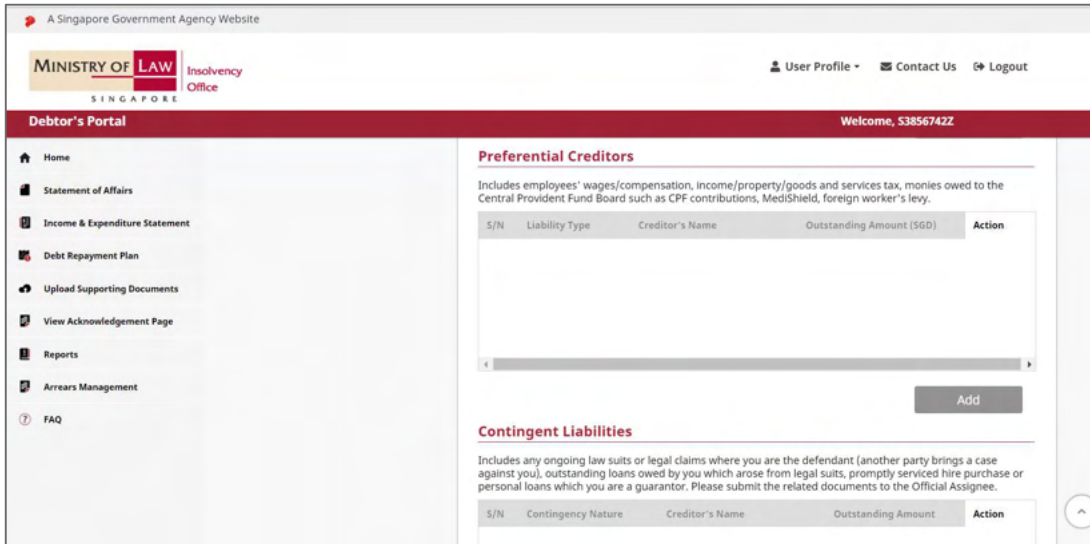 A Singapore Government Agency Website
MINISTRY OF LAW
SINGAPORE
Insolvency
Office
User Profile
Contact Us
Logout
Debtor's Portal
Welcome, S3856742Z
Home
Statement of Affairs
Income & Expenditure Statement
Debt Repayment Plan
Upload Supporting Documents
View Acknowledgement Page
Reports
Arrears Management
? FAQ
Preferential Creditors
Includes employees' wages/compensation, income/property/goods and services tax, monies owed to the
Central Provident Fund Board such as CPF contributions, MediShield, foreign worker's levy.
S/N Liability Type Creditor's Name Outstanding Amount (SGD) Action
Add
Contingent Liabilities
Includes any ongoing law suits or legal claims where you are the defendant (another party brings a case
against you), outstanding loans owed by you which arose from legal suits, promptly serviced hire purchase or
personal loans which you are a guarantor. Please submit the related documents to the Official Assignee.
S/N Contingency Nature Creditor's Name Outstanding Amount Action